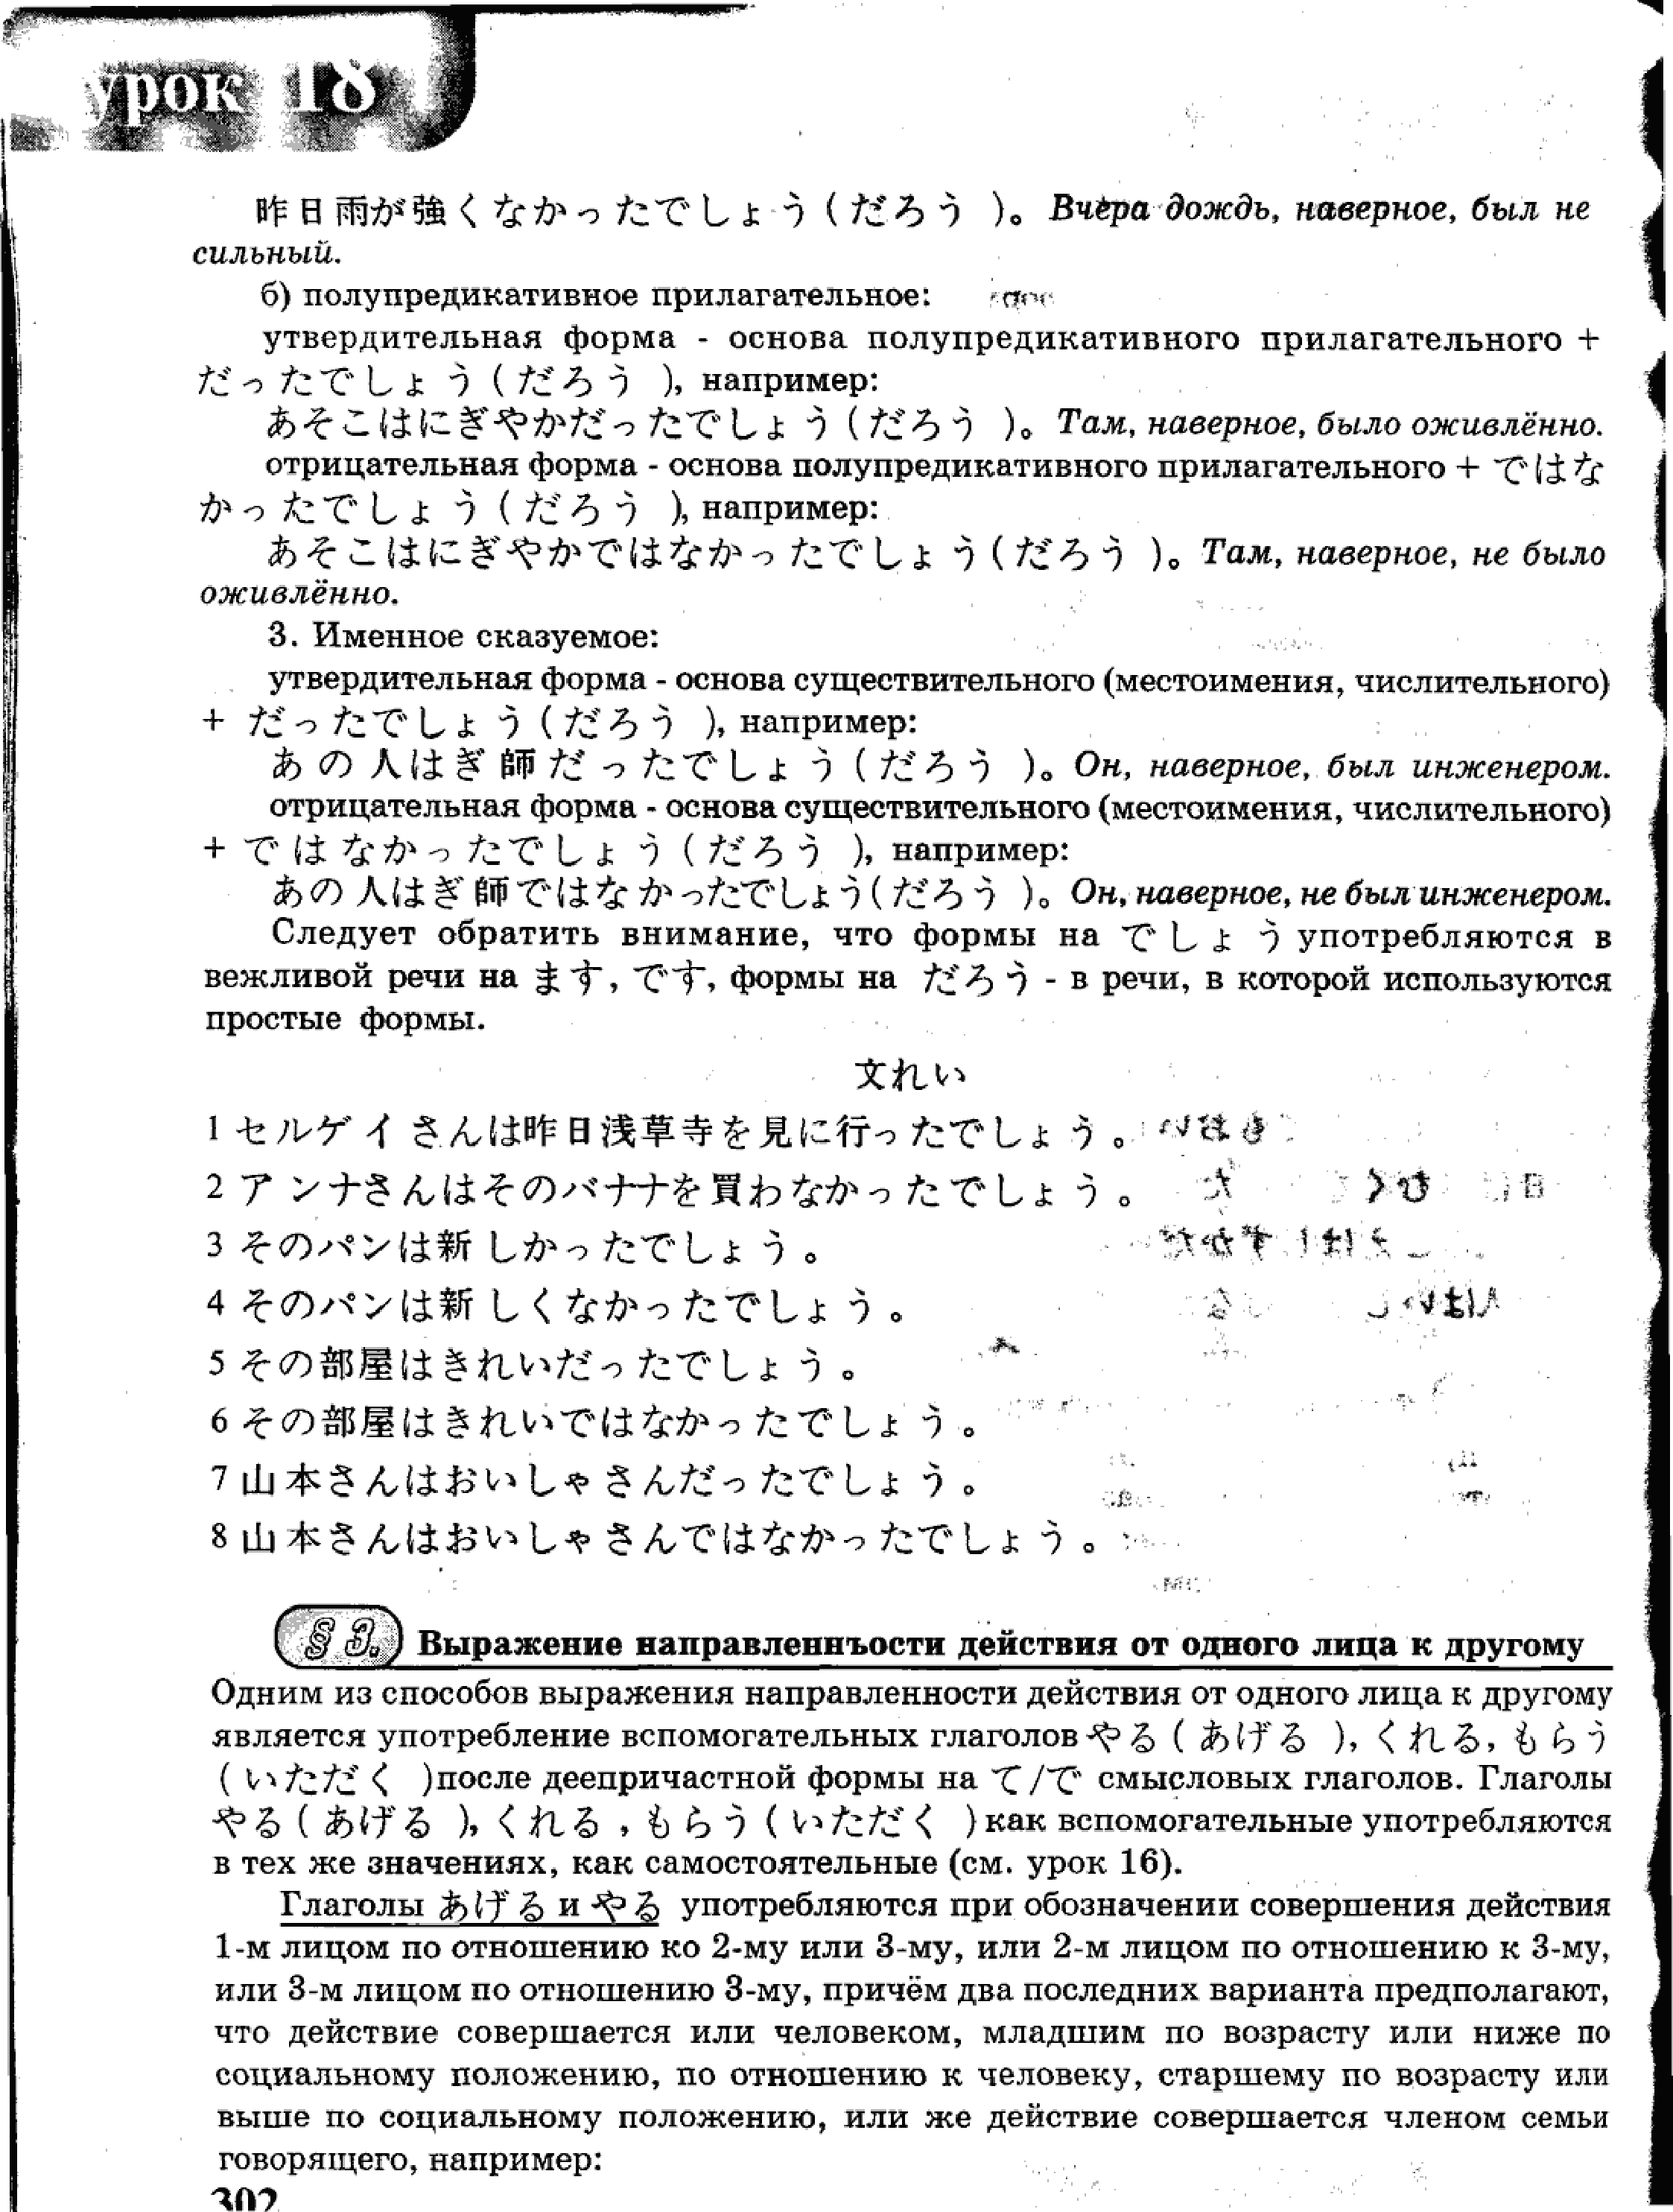 урок 18
昨日雨が強くなかったでしょう(だろう)。Вчера дождь, наверное, был не
сильный.
б) полупредикативное прилагательное:
утвердительная форма - основа полупредикативного прилагательного +
だったでしょう(だろう), например:
あそこはにぎやかだったでしょう(だろう)。Там, наверное, было оживлённо.
отрицательная форма - основа полупредикативного прилагательного + ではな
かったでしょう(だろう), например:
あそこはにぎやかではなかったでしょう(だろう)。Там, наверное, не было
оживлённо.
3. Именное сказуемое:
утвердительная форма - основа существительного (местоимения, числительного)
+ だったでしょう(だろう), например:
あの人はぎ師だったでしょう(だろう)。Он, наверное, был инженером.
отрицательная форма - основа существительного (местоимения, числительного)
+ ではなかったでしょう(だろう), например:
あの人はぎ師ではなかったでしょう(だろう)。Он, наверное, не был инженером.
Следует обратить внимание, что формы на でしょう употребляются в
вежливой речи на ます, です, формы на だろう - в речи, в которой используются
простые формы.
文れい
1 セルゲイさんは昨日浅草寺を見に行ったでしょう。
2 アンナさんはそのバナナを買わなかったでしょう。
3 そのパンは新しかったでしょう。
4 そのパンは新しくなかったでしょう。
5 その部屋はきれいだったでしょう。
6 その部屋はきれいではなかったでしょう。
7 山本さんはおいしゃさんだったでしょう。
8 山本さんはおいしゃさんではなかったでしょう。
§ 3. Выражение направленнъости действия от одного лица к другому
Одним из способов выражения направленности действия от одного лица к другому
является употребление вспомогательных глаголов やる(あげる), くれる, もらう
(いただく)после деепричастной формы на て/で смысловых глаголов. Глаголы
やる(あげる), くれる, もらう(いただく)как вспомогательные употребляются
в тех же значениях, как самостоятельные (см. урок 16).
Глаголы あげる и やる употребляются при обозначении совершения действия
1-м лицом по отношению ко 2-му или 3-му, или 2-м лицом по отношению к 3-му,
или 3-м лицом по отношению 3-му, причём два последних варианта предполагают,
что действие совершается или человеком, младшим по возрасту или ниже по
социальному положению, по отношению к человеку, старшему по возрасту или
выше по социальному положению, или же действие совершается членом семьи
говорящего, например:
302